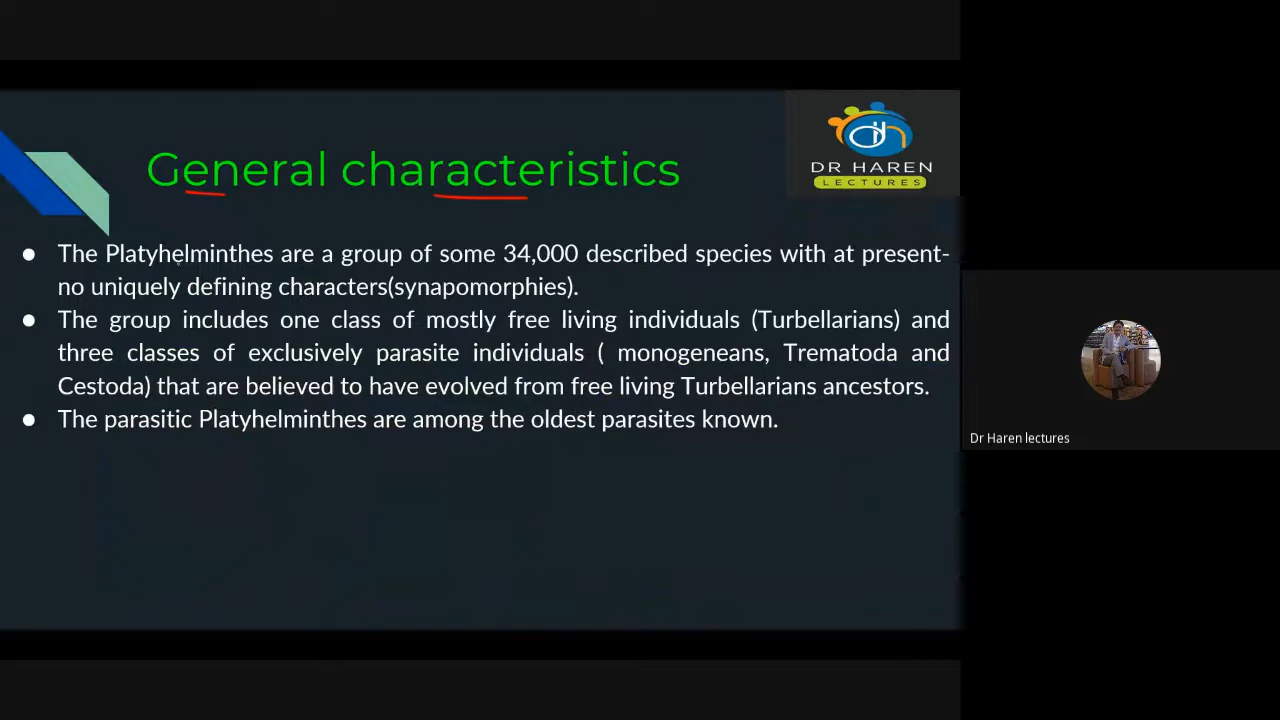 General characteristics
DR HAREN
LECTURES
● The Platyhelminthes are a group of some 34,000 described species with at present-
no uniquely defining characters(synapomorphies).
● The group includes one class of mostly free living individuals (Turbellarians) and
three classes of exclusively parasite individuals ( monogeneans, Trematoda and
Cestoda) that are believed to have evolved from free living Turbellarians ancestors.
● The parasitic Platyhelminthes are among the oldest parasites known.
Dr Haren lectures